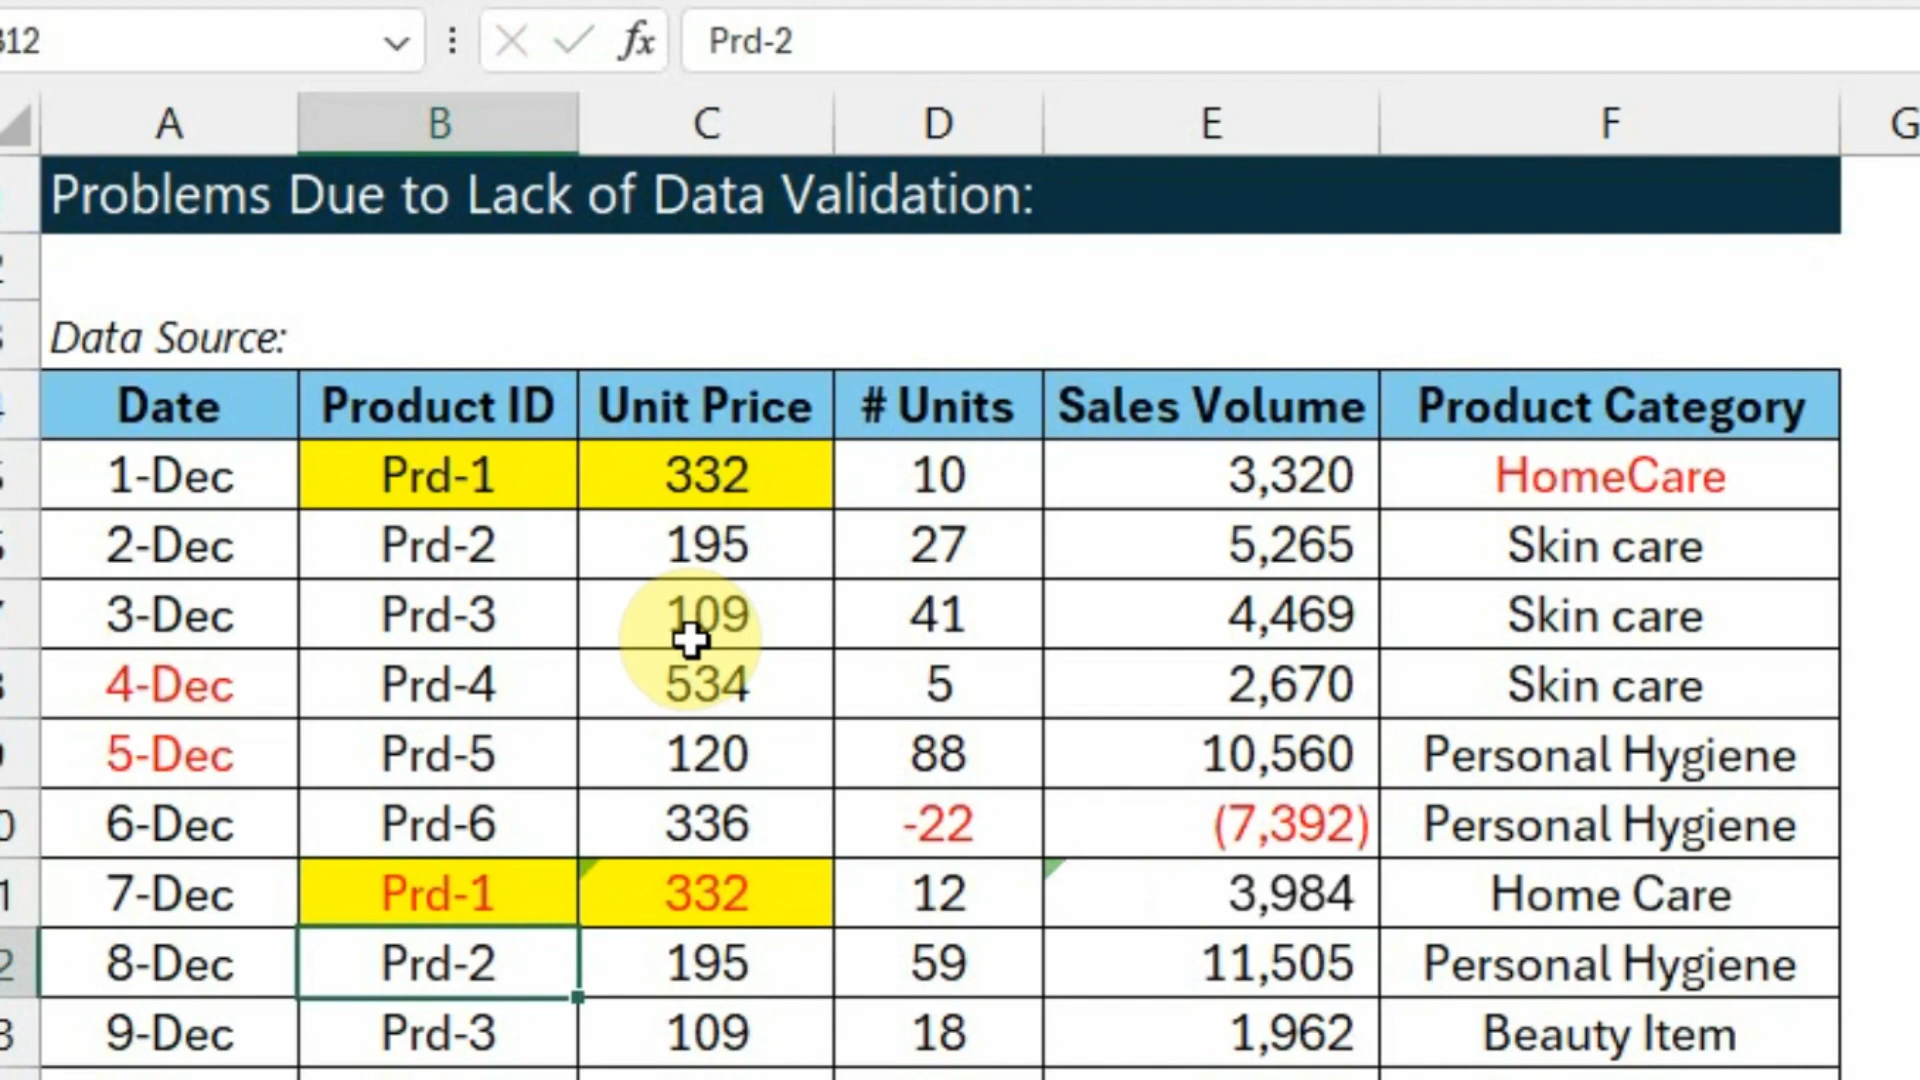 12 fx Prd-2
A B C D E F G
Problems Due to Lack of Data Validation:
Data Source:
Date Product ID Unit Price # Units Sales Volume Product Category
1-Dec Prd-1 332 10 3,320 HomeCare
2-Dec Prd-2 195 27 5,265 Skin care
3-Dec Prd-3 109 41 4,469 Skin care
4-Dec Prd-4 534 5 2,670 Skin care
5-Dec Prd-5 120 88 10,560 Personal Hygiene
6-Dec Prd-6 336 -22 (7,392) Personal Hygiene
7-Dec Prd-1 332 12 3,984 Home Care
8-Dec Prd-2 195 59 11,505 Personal Hygiene
9-Dec Prd-3 109 18 1,962 Beauty Item